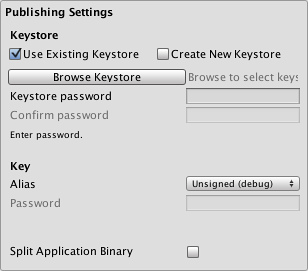 Publishing Settings
Keystore
Use Existing Keystore Create New Keystore
Browse Keystore Browse to select keys
Keystore password
Confirm password
Enter password.
Key
Alias Unsigned (debug)
Password
Split Application Binary